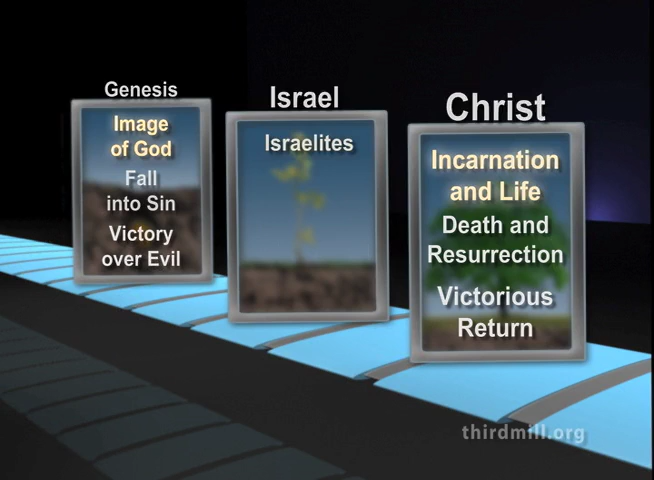 Genesis
Image
of God
Fall
into Sin
Victory
over Evil
Israel
Israelites
Christ
Incarnation
and Life
Death and
Resurrection
Victorious
Return
thirdmill.org